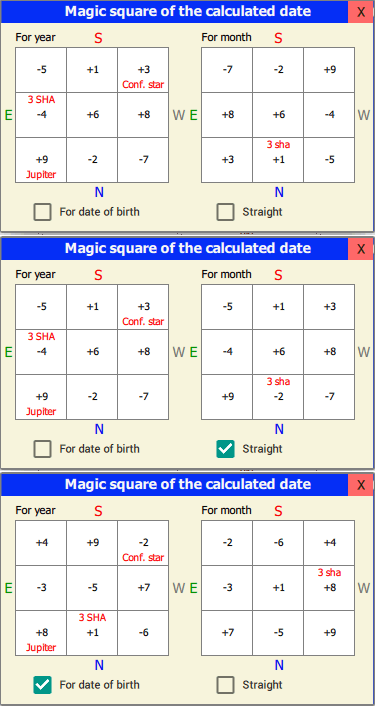 Magic square of the calculated date X
For year S For month S
-5 +1 +3 -7 -2 +9
Conf. star
3 SHA
E -4 +6 +8 W E +8 +6 -4 W
3 sha
+9 -2 -7 +3 +1 -5
Jupiter
N N
For date of birth Straight
Magic square of the calculated date X
For year S For month S
-5 +1 +3 -5 +1 +3
Conf. star
3 SHA
E -4 +6 +8 W E -4 +6 +8 W
3 sha
+9 -2 -7 +9 -2 -7
Jupiter
N N
For date of birth Straight
Magic square of the calculated date X
For year S For month S
+4 +9 -2 -2 -6 +4
Conf. star
3 sha
E -3 -5 +7 W E -3 +1 +8 W
3 SHA
+8 +1 -6 +7 -5 +9
Jupiter
N N
For date of birth Straight